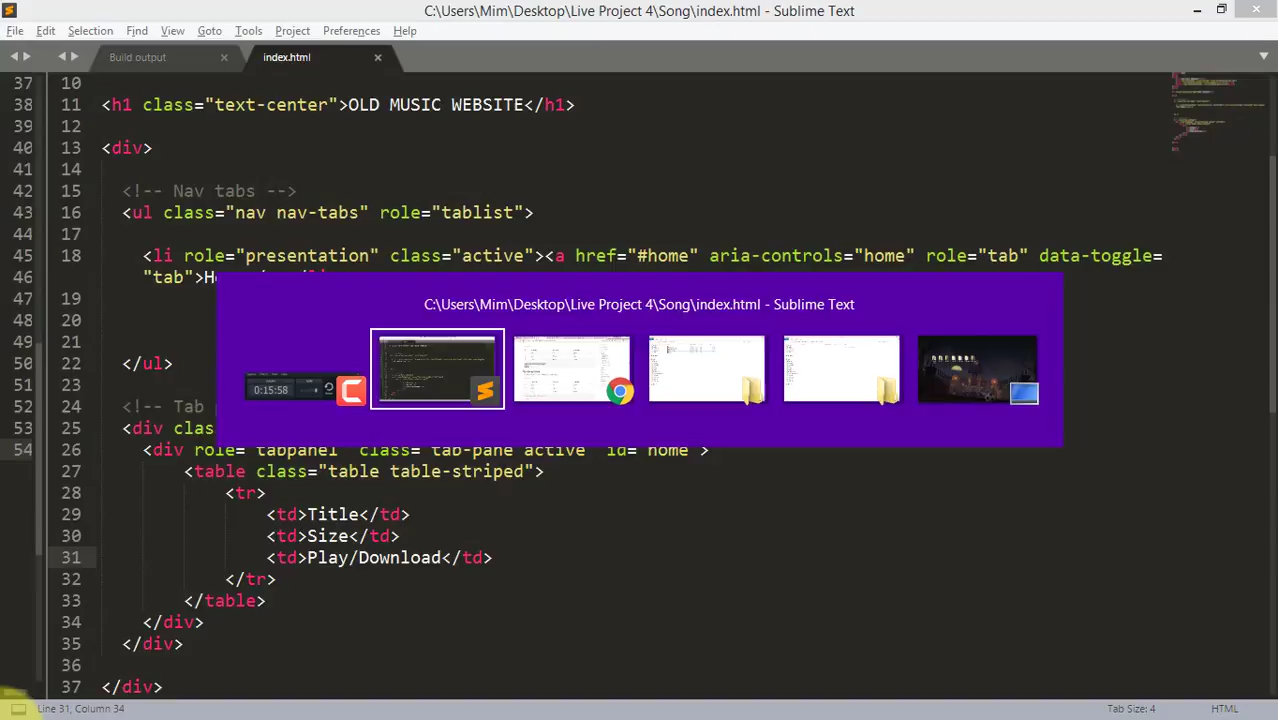 C:\Users\Mim\Desktop\Live Project 4\Song\index.html - Sublime Text
File Edit Selection Find View Goto Tools Project Preferences Help
Build output × index.html ×
37 10
38 11 <h1 class="text-center">OLD MUSIC WEBSITE</h1>
39 12
40 13 <div>
41 14
42 15 <!-- Nav tabs -->
43 16 <ul class="nav nav-tabs" role="tablist">
44 17
45 18 <li role="presentation" class="active"><a href="#home" aria-controls="home" role="tab" data-toggle=
46 "tab">H
47 19
48 20
49 21
50 22 </ul>
51 23
52 24 <!-- Tab
53 25 <div clas
54 26 <div role="tabpanel" class="tab-pane active" id="home">
27 <table class="table table-striped">
28 <tr>
29 <td>Title</td>
30 <td>Size</td>
31 <td>Play/Download</td>
32 </tr>
33 </table>
34 </div>
35 </div>
36
37 </div>
C:\Users\Mim\Desktop\Live Project 4\Song\index.html - Sublime Text
0:15:58
Line 31, Column 34 Tab Size: 4 HTML